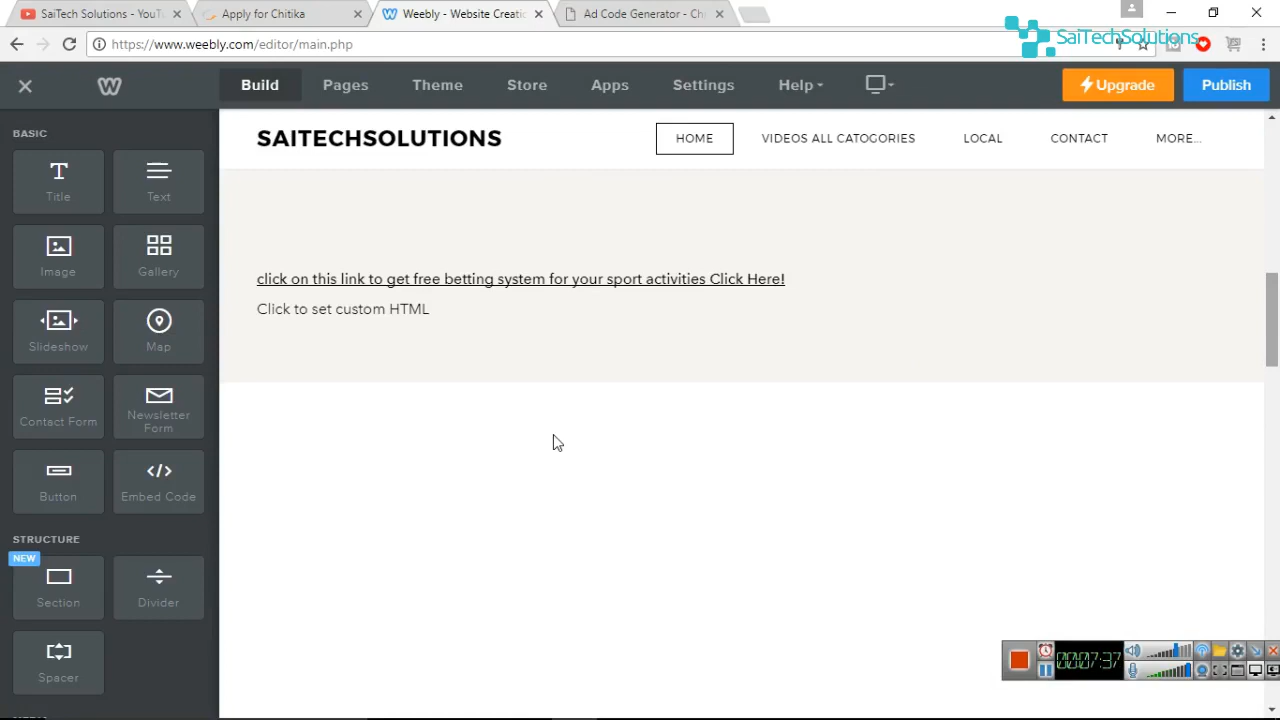 SaiTech Solutions - YouT
Apply for Chitika
Weebly - Website Creatio
Ad Code Generator - Ch
https://www.weebly.com/editor/main.php
SaiTechSolutions
Build
Pages
Theme
Store
Apps
Settings
Help
Upgrade
Publish
BASIC
Title
Text
Image
Gallery
Slideshow
Map
Contact Form
Newsletter
Form
Button
Embed Code
STRUCTURE
NEW
Section
Divider
Spacer
SAITECHSOLUTIONS
HOME
VIDEOS ALL CATOGORIES
LOCAL
CONTACT
MORE...
click on this link to get free betting system for your sport activities Click Here!
Click to set custom HTML
00:07:37